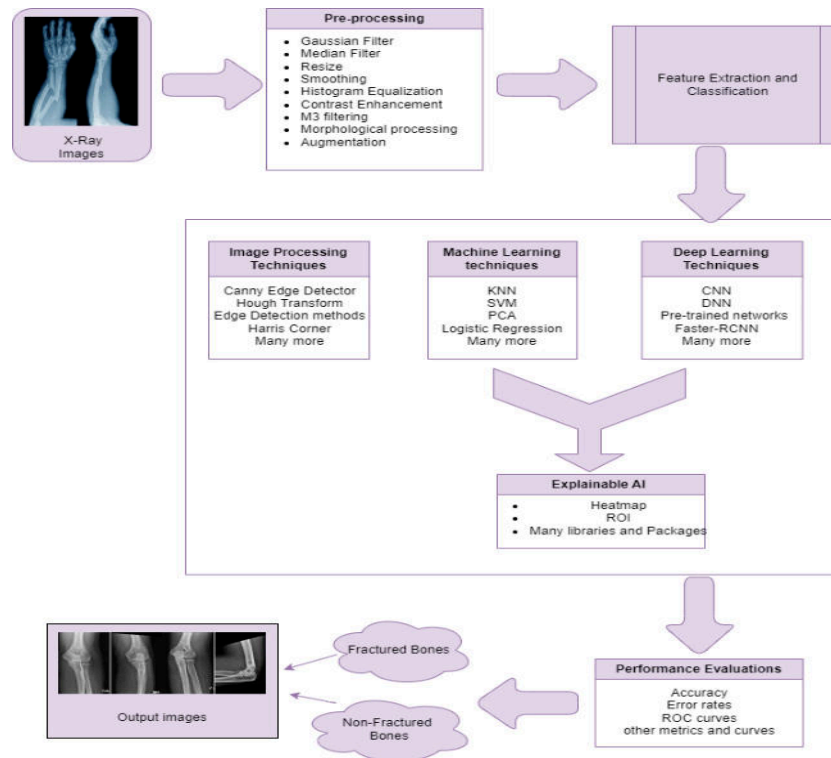 X-Ray
Images
Pre-processing
Gaussian Filter
Median Filter
Resize
Smoothing
Histogram Equalization
Contrast Enhancement
M3 filtering
Morphological processing
Augmentation
Feature Extraction and
Classification
Image Processing
Techniques
Canny Edge Detector
Hough Transform
Edge Detection methods
Harris Corner
Many more
Machine Learning
techniques
KNN
SVM
PCA
Logistic Regression
Many more
Deep Learning
Techniques
CNN
DNN
Pre-trained networks
Faster-RCNN
Many more
Explainable AI
Heatmap
ROI
Many libraries and Packages
Performance Evaluations
Accuracy
Error rates
ROC curves
other metrics and curves
Fractured Bones
Non-Fractured
Bones
Output images